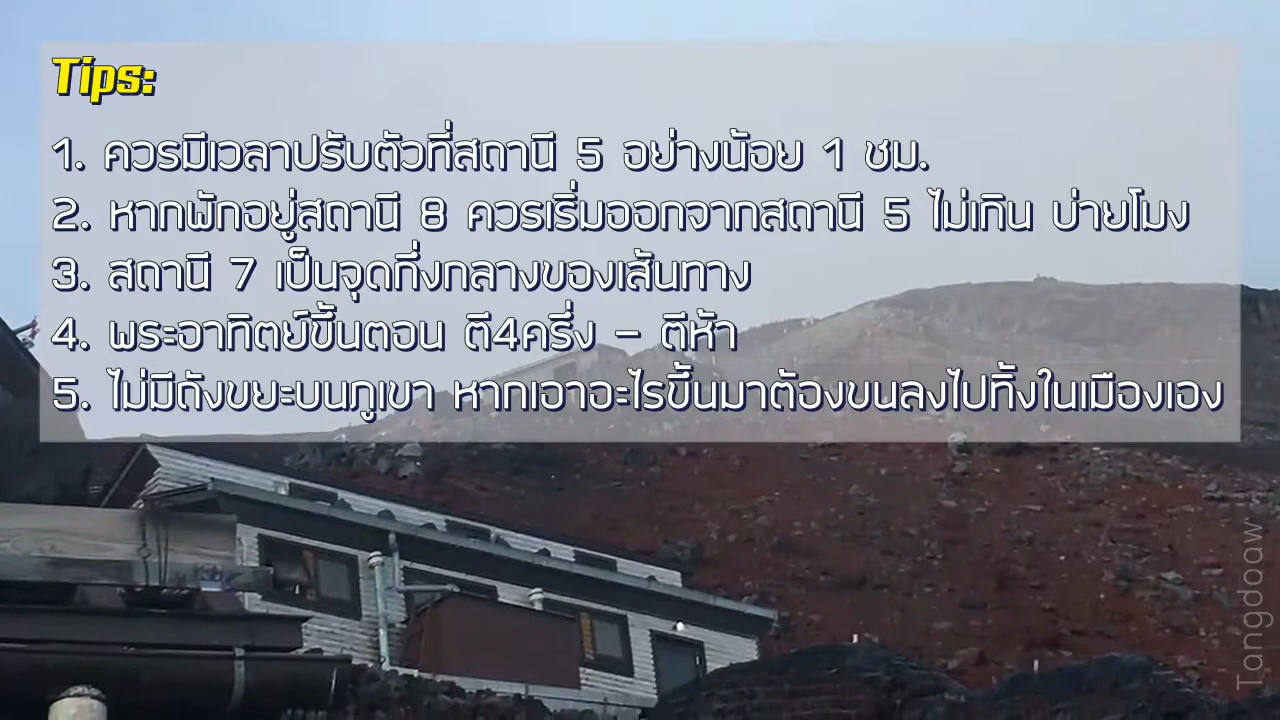 Tips:
1. ควรมีเวลาปรับตัวที่สถานี 5 อย่างน้อย 1 ชม.
2. หากพักอยู่สถานี 8 ควรเริ่มออกจากสถานี 5 ไม่เกิน บ่ายโมง
3. สถานี 7 เป็นจุดกึ่งกลางของเส้นทาง
4. พระอาทิตย์ขึ้นตอน ตี4ครึ่ง – ตีห้า
5. ไม่มีถังขยะบนภูเขา หากเอาอะไรขึ้นมาต้องขนลงไปทิ้งในเมืองเอง
Tangdoaw